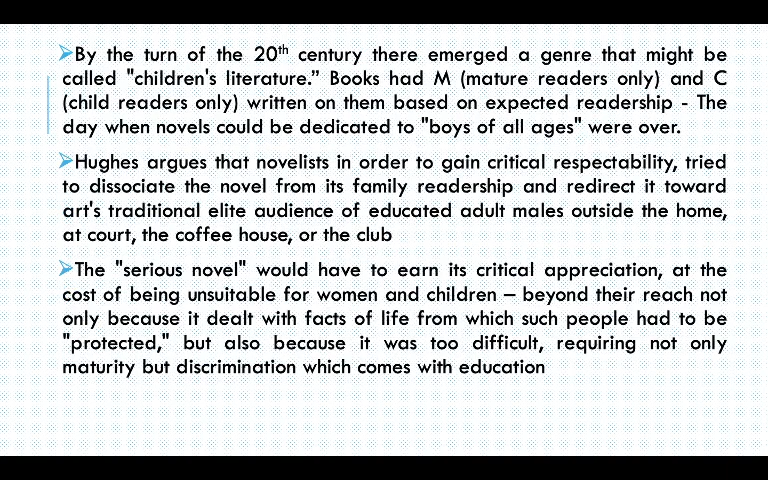 ➢By the turn of the 20th century there emerged a genre that might be
called "children's literature.” Books had M (mature readers only) and C
(child readers only) written on them based on expected readership - The
day when novels could be dedicated to "boys of all ages" were over.
➢Hughes argues that novelists in order to gain critical respectability, tried
to dissociate the novel from its family readership and redirect it toward
art's traditional elite audience of educated adult males outside the home,
at court, the coffee house, or the club
➢The "serious novel" would have to earn its critical appreciation, at the
cost of being unsuitable for women and children – beyond their reach not
only because it dealt with facts of life from which such people had to be
"protected," but also because it was too difficult, requiring not only
maturity but discrimination which comes with education